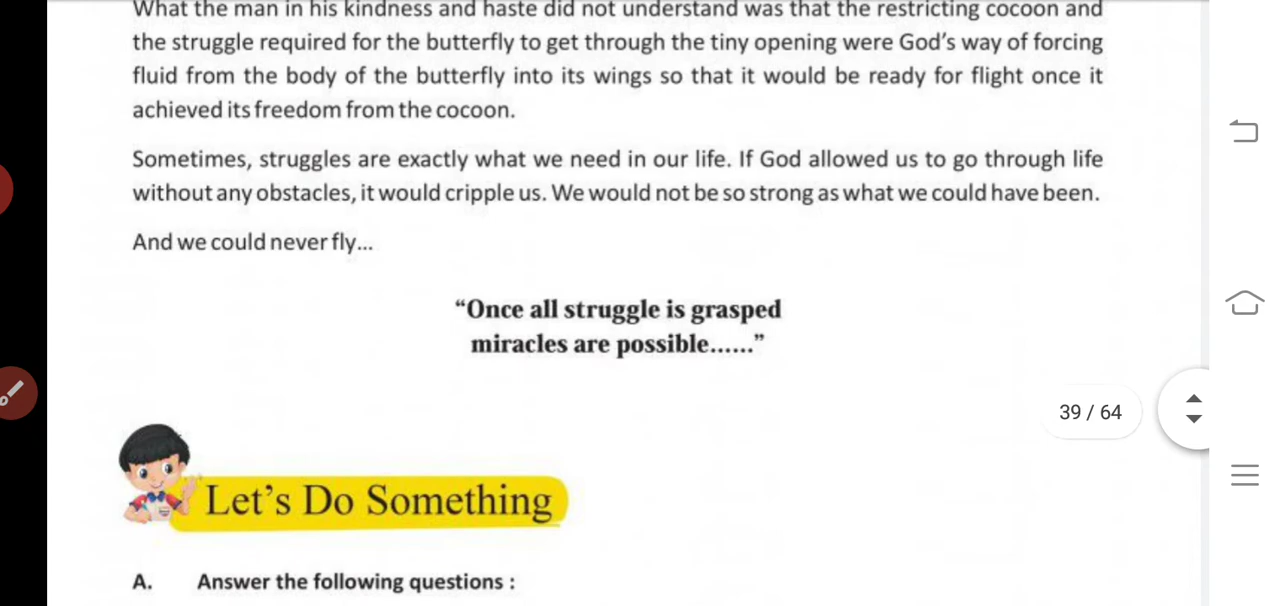 What the man in his kindness and haste did not understand was that the restricting cocoon and
the struggle required for the butterfly to get through the tiny opening were God's way of forcing
fluid from the body of the butterfly into its wings so that it would be ready for flight once it
achieved its freedom from the cocoon.
Sometimes, struggles are exactly what we need in our life. If God allowed us to go through life
without any obstacles, it would cripple us. We would not be so strong as what we could have been.
And we could never fly...
“Once all struggle is grasped
miracles are possible......”
39 / 64
Let's Do Something
A. Answer the following questions :